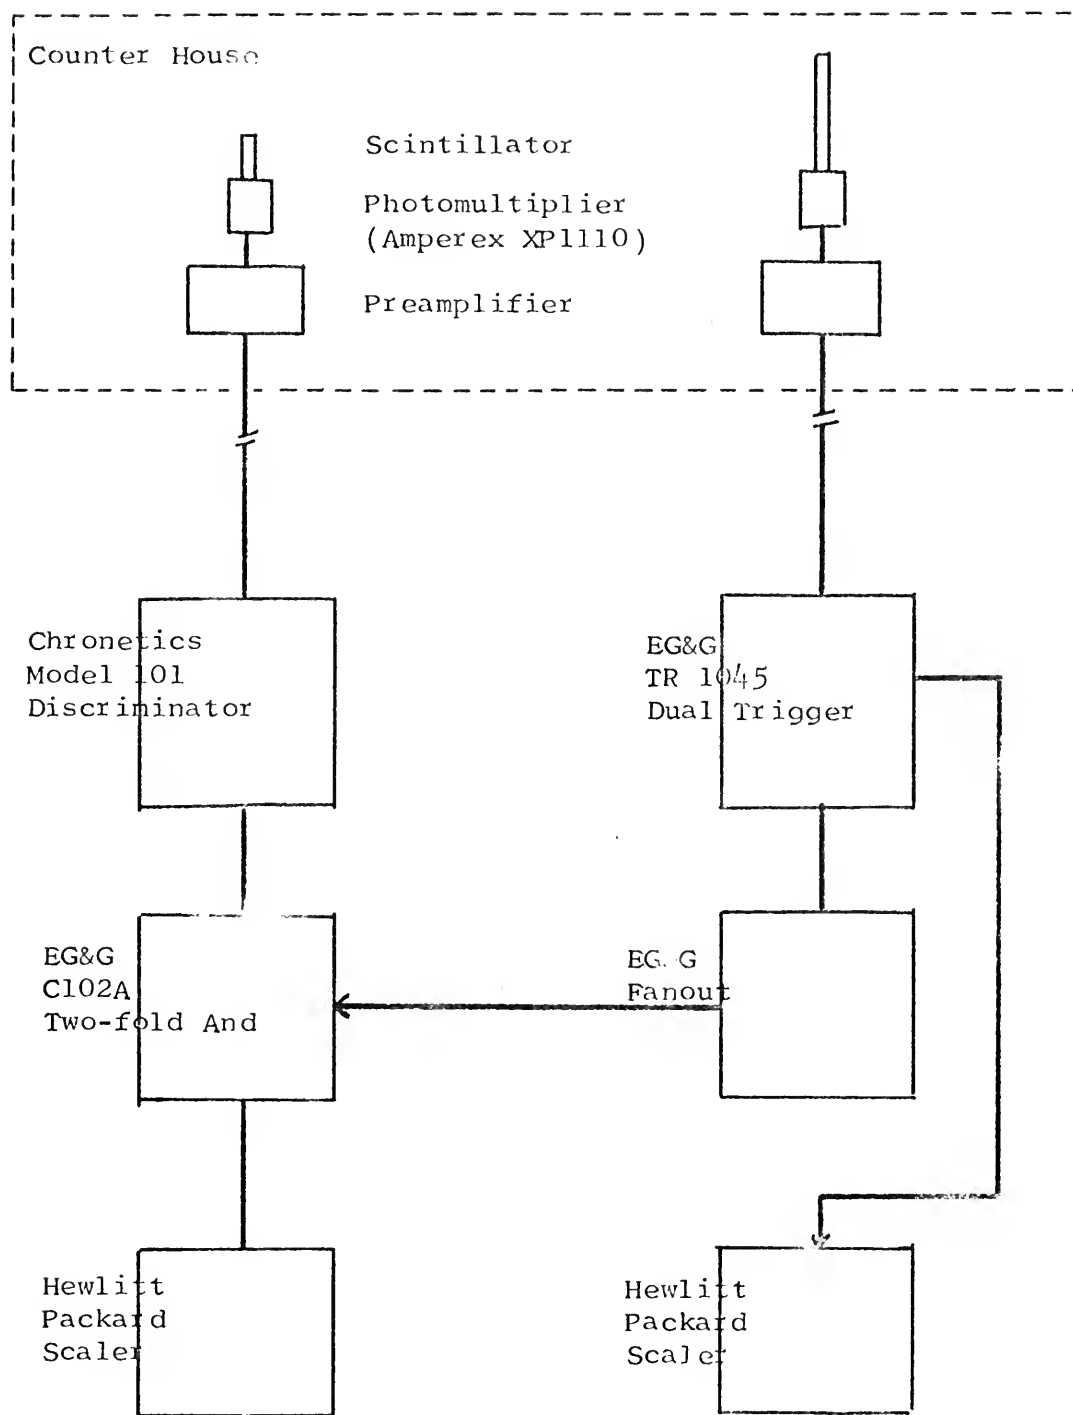 Counter House
Scintillator
Photomultiplier
(Amperex XP1110)
Preamplifier
Chronetics
Model 101
Discriminator
EG&G
TR 1045
Dual Trigger
EG&G
C102A
Two-fold And
EG. G
Fanout
Hewlitt
Packard
Scaler
Hewlitt
Packard
Scaler